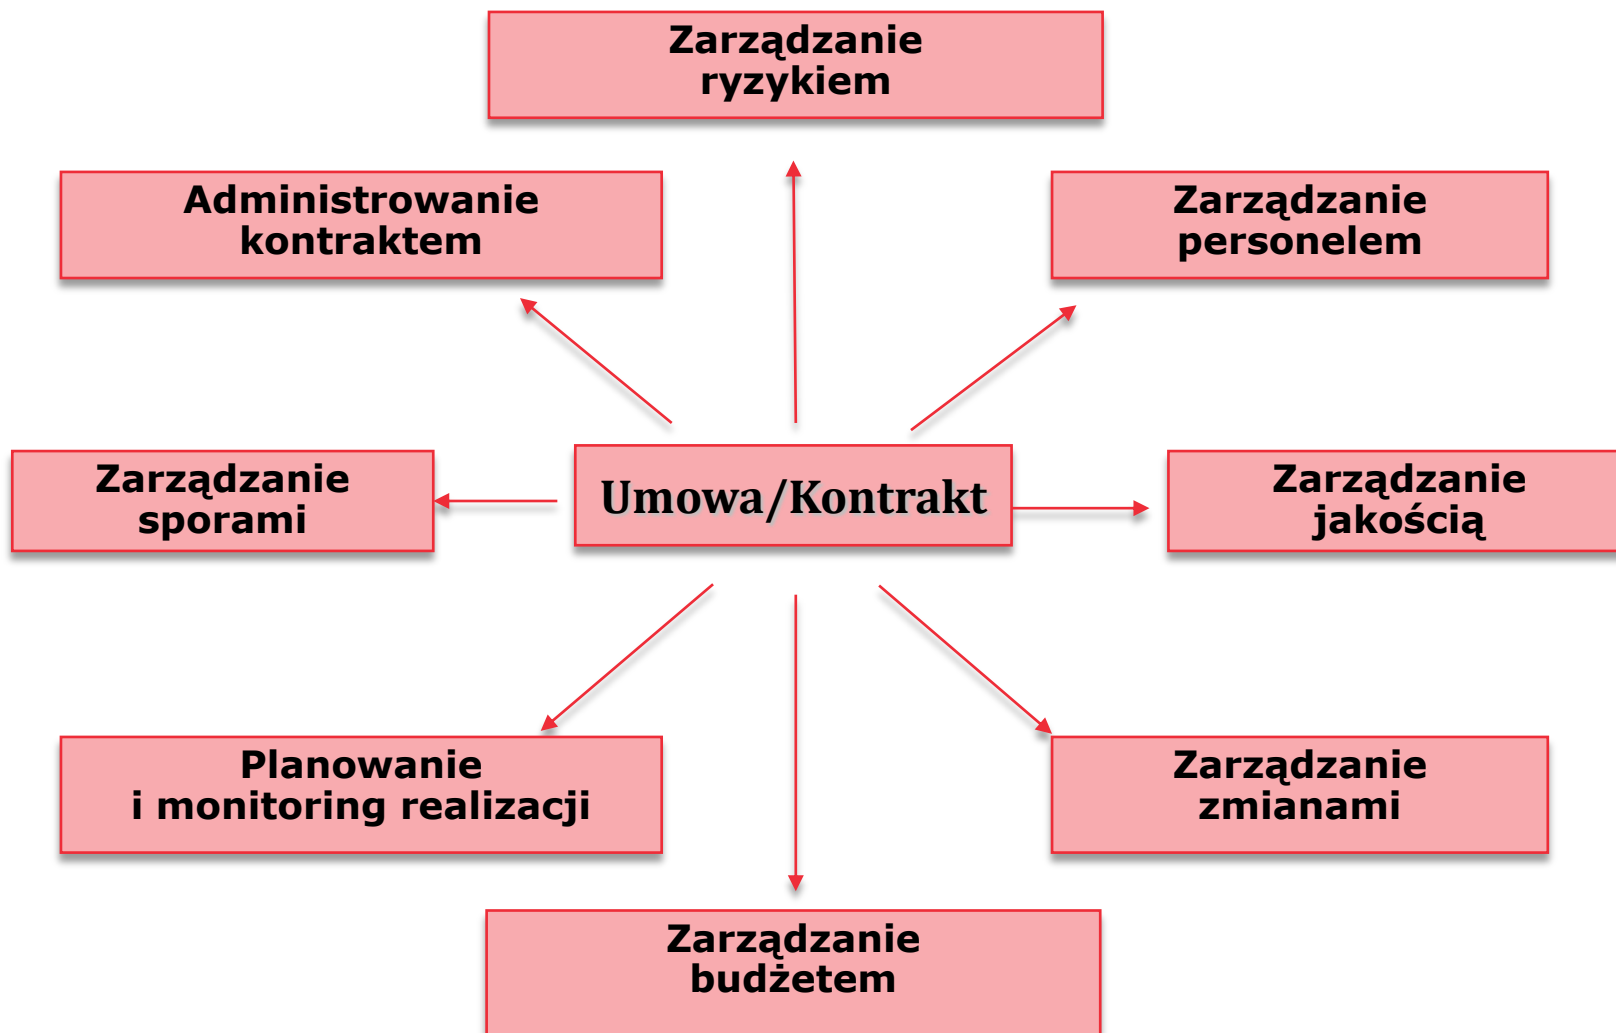 Zarządzanie
ryzykiem
Administrowanie
kontraktem
Zarządzanie
personelem
Zarządzanie
sporami
Umowa/Kontrakt
Zarządzanie
jakością
Planowanie
i monitoring realizacji
Zarządzanie
zmianami
Zarządzanie
budżetem